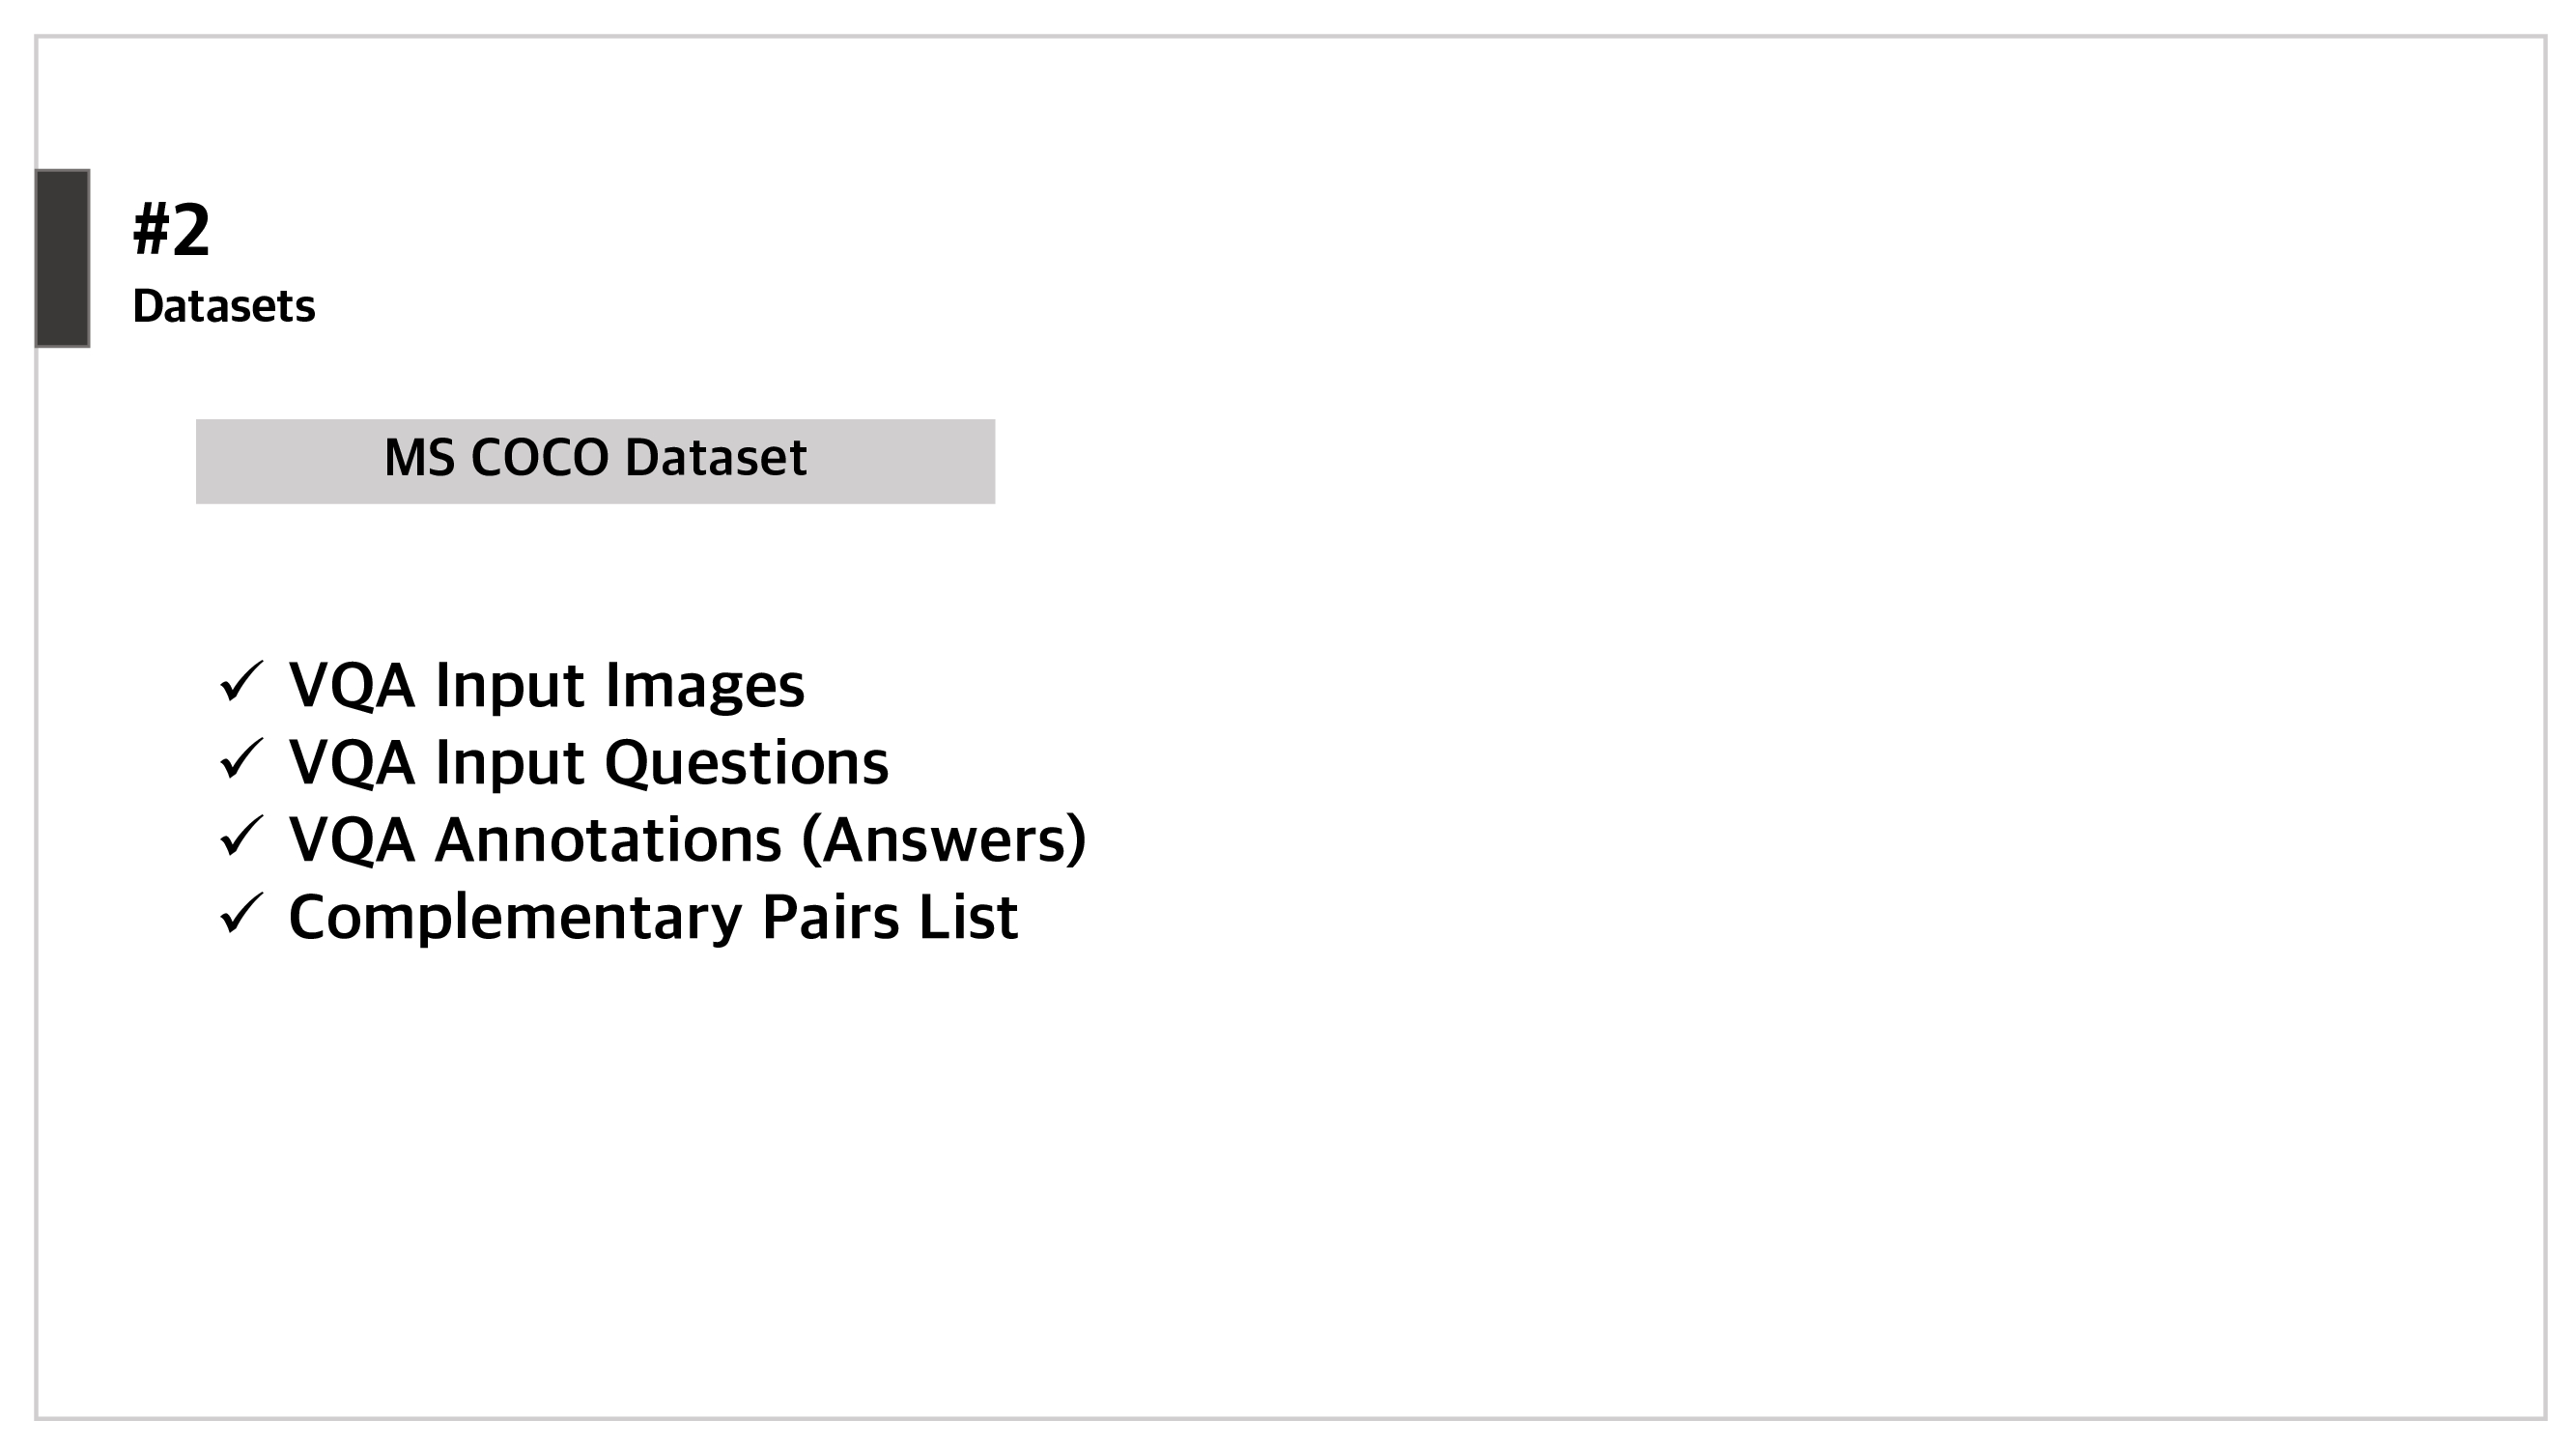 #2
Datasets
MS COCO Dataset
✓ VQA Input Images
✓ VQA Input Questions
✓ VQA Annotations (Answers)
✓ Complementary Pairs List